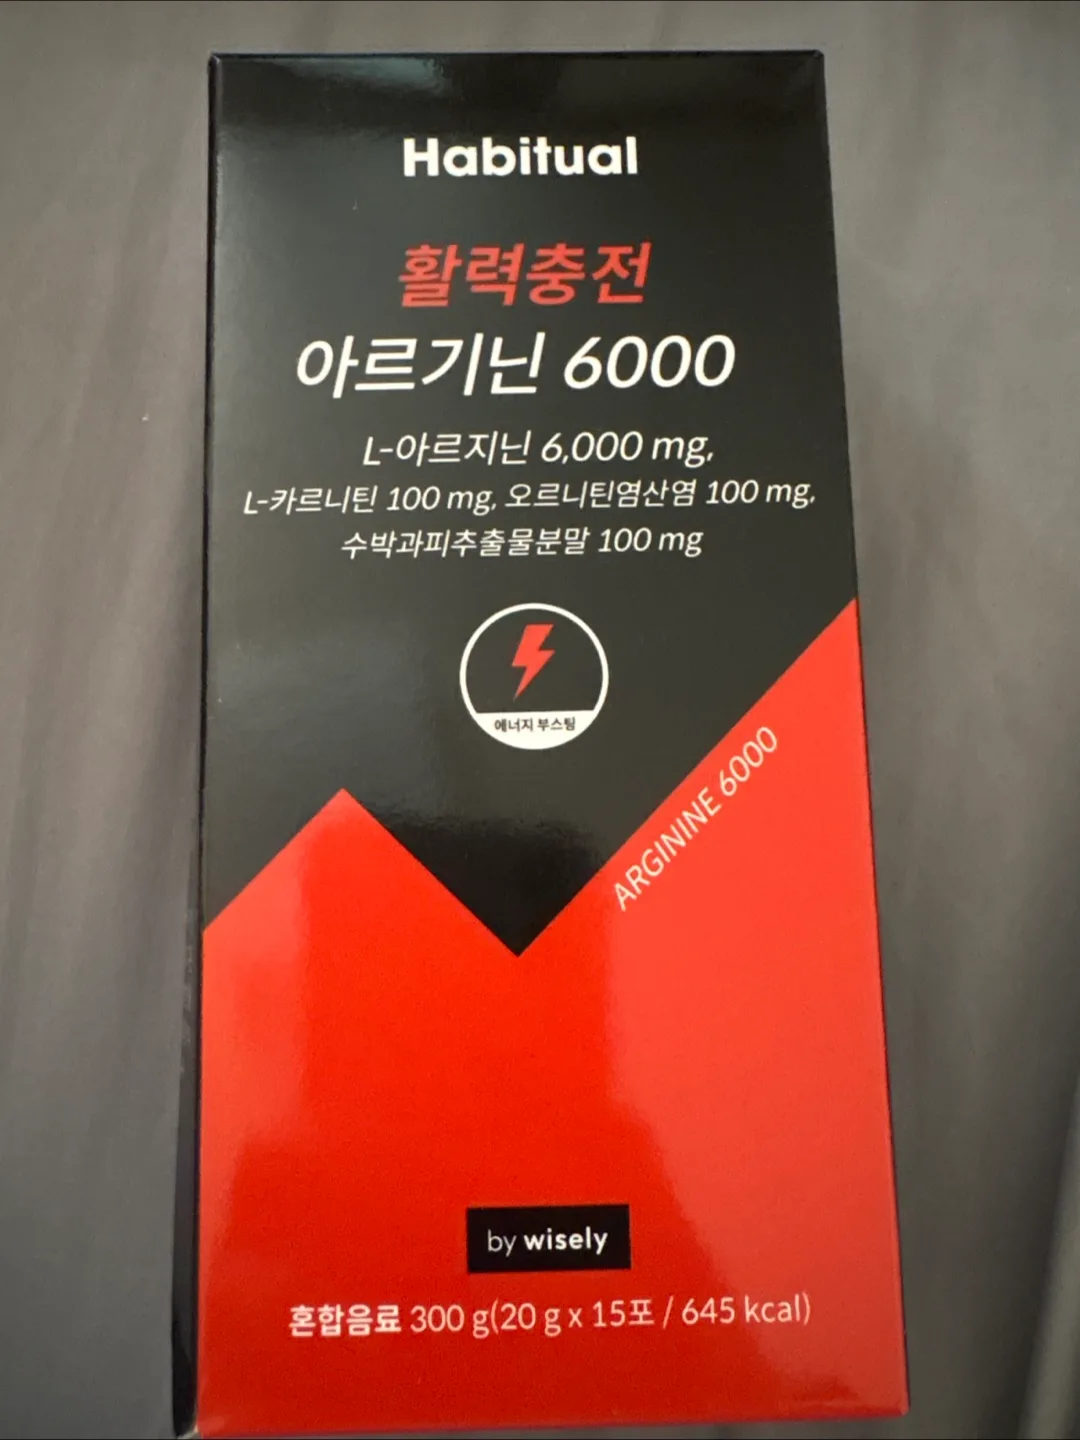 Habitual
활력충전
아르기닌 6000
L-아르지닌 6,000 mg,
L-카르니틴 100 mg, 오르니틴염산염 100 mg,
수박과피추출물분말 100 mg
에너지 부스팅
ARGININE 6000
by wisely
혼합음료 300 g(20 g x 15포 / 645 kcal)